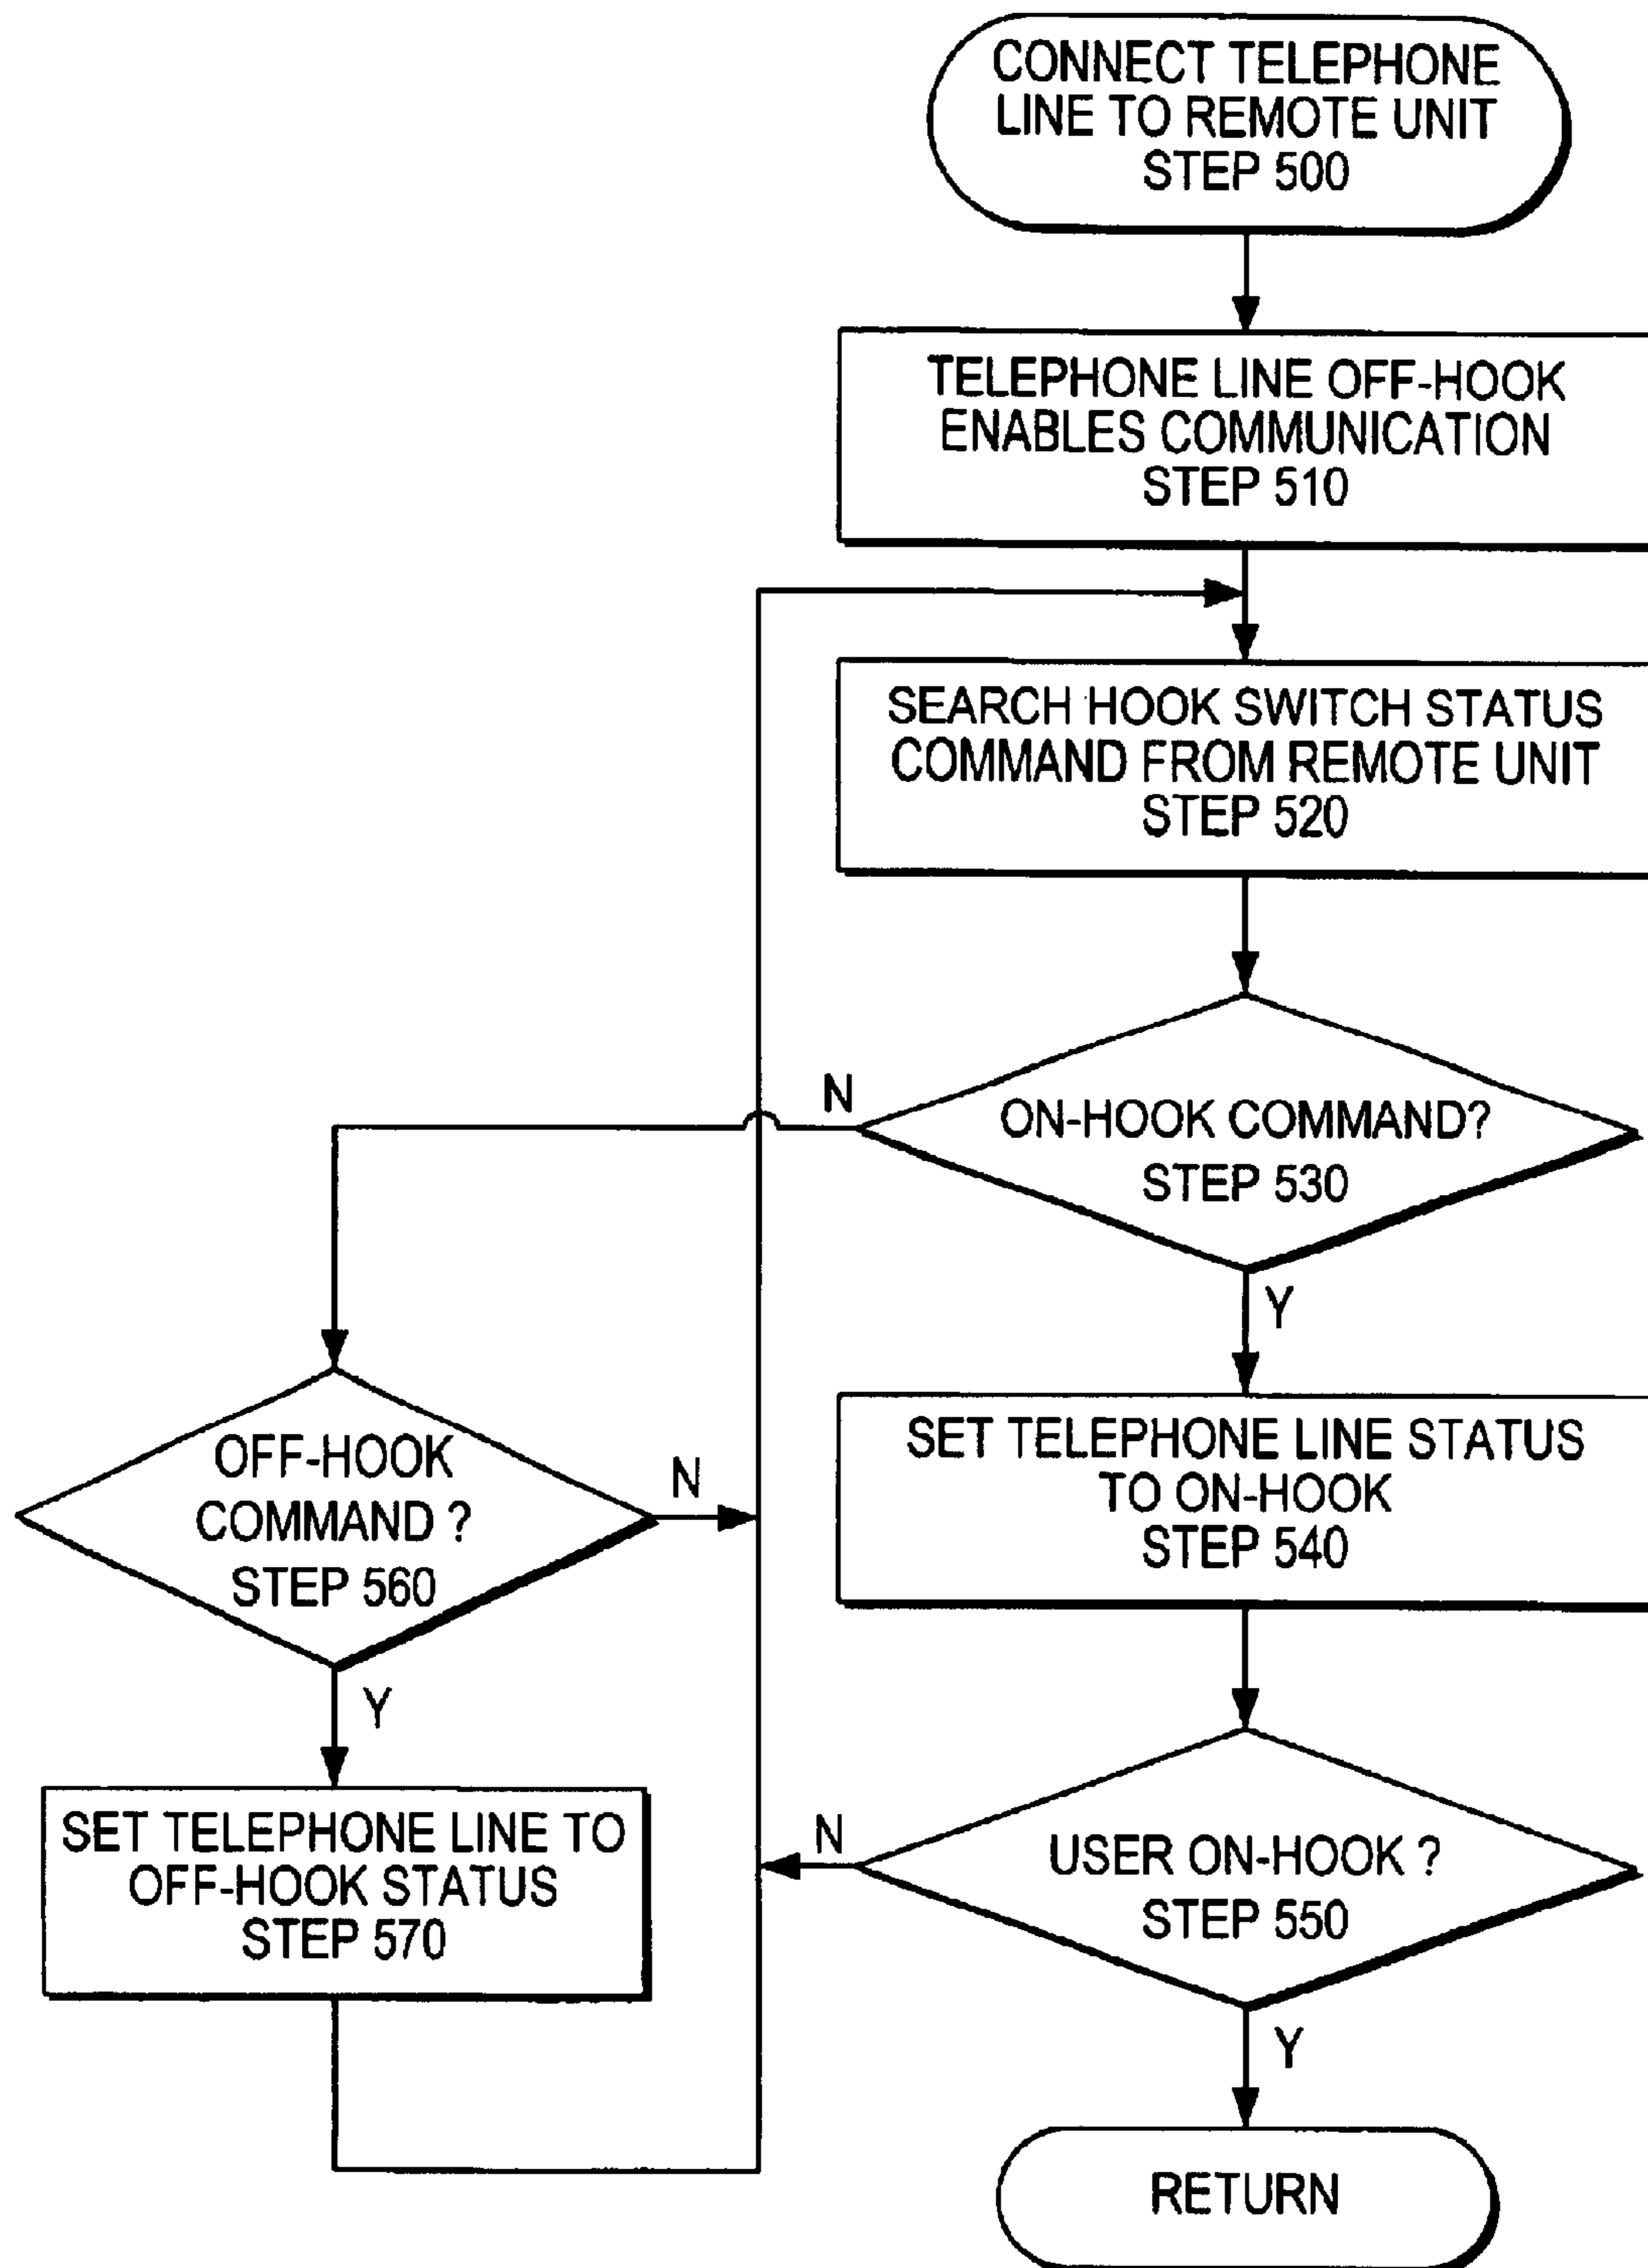 CONNECT TELEPHONE
LINE TO REMOTE UNIT
STEP 500
TELEPHONE LINE OFF-HOOK
ENABLES COMMUNICATION
STEP 510
SEARCH HOOK SWITCH STATUS
COMMAND FROM REMOTE UNIT
STEP 520
N
ON-HOOK COMMAND?
STEP 530
Y
OFF-HOOK
COMMAND ?
STEP 560
N
Y
SET TELEPHONE LINE STATUS
TO ON-HOOK
STEP 540
SET TELEPHONE LINE TO
OFF-HOOK STATUS
STEP 570
N
USER ON-HOOK ?
STEP 550
Y
RETURN